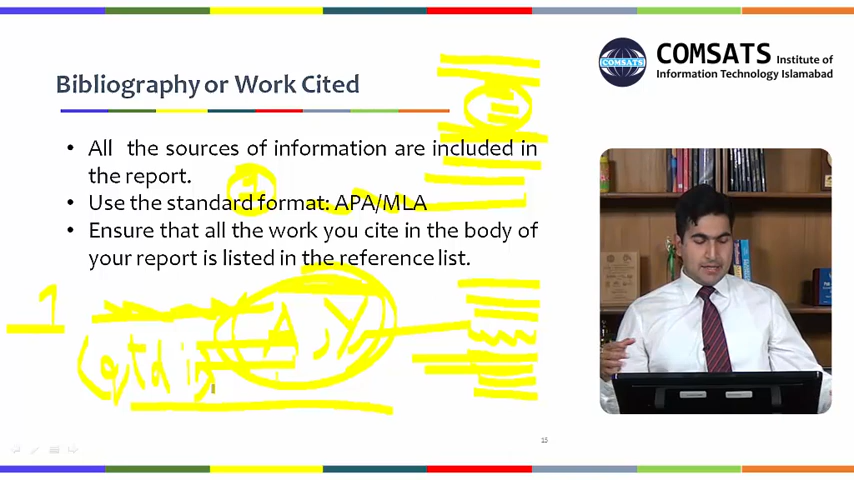 COMSATS Institute of
Information Technology Islamabad
COMSATS
Bibliography or Work Cited
• All the sources of information are included in
the report.
• Use the standard format: APA/MLA
• Ensure that all the work you cite in the body of
your report is listed in the reference list.
1
A , Y
15